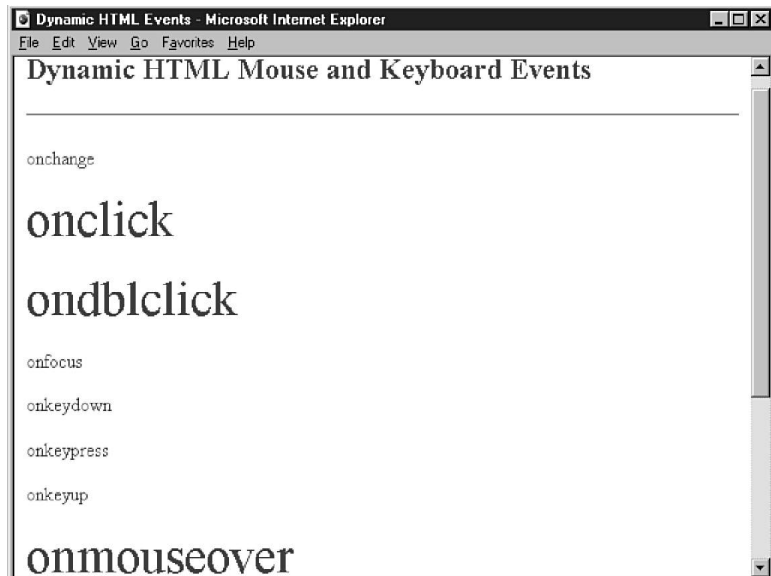 Dynamic HTML Events - Microsoft Internet Explorer
File Edit View Go Favorites Help
Dynamic HTML Mouse and Keyboard Events
onchange
onclick
ondblclick
onfocus
onkeydown
onkeypress
onkeyup
onmouseover